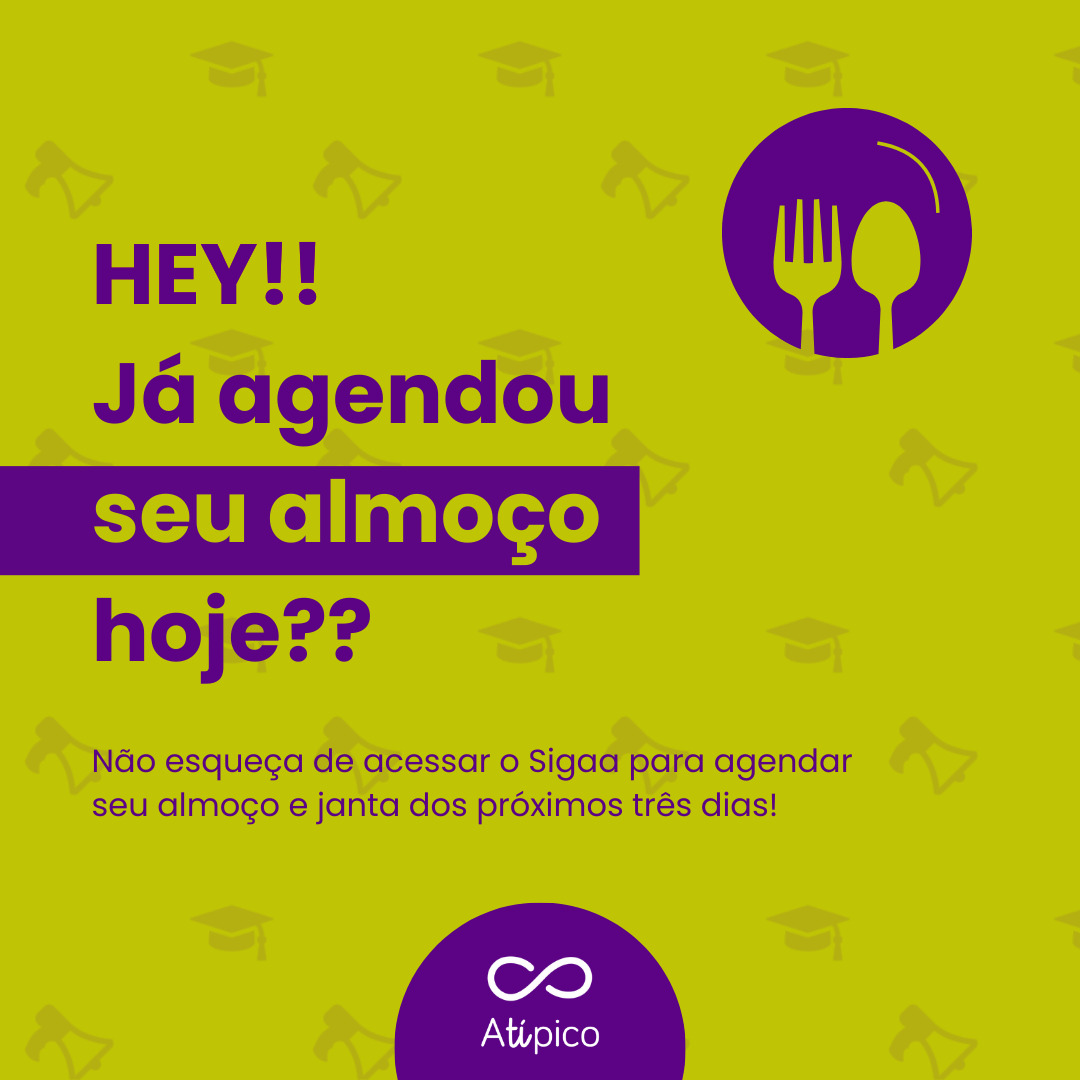 HEY!!
Já agendou
seu almoço
hoje??
Não esqueça de acessar o Sigaa para agendar
seu almoço e janta dos próximos três dias!
Atípico